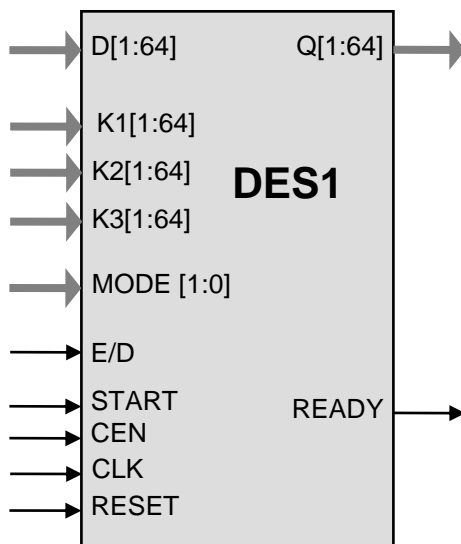 D[1:64] Q[1:64]
K1[1:64]
K2[1:64]
DES1
K3[1:64]
MODE [1:0]
E/D
START
READY
CEN
CLK
RESET